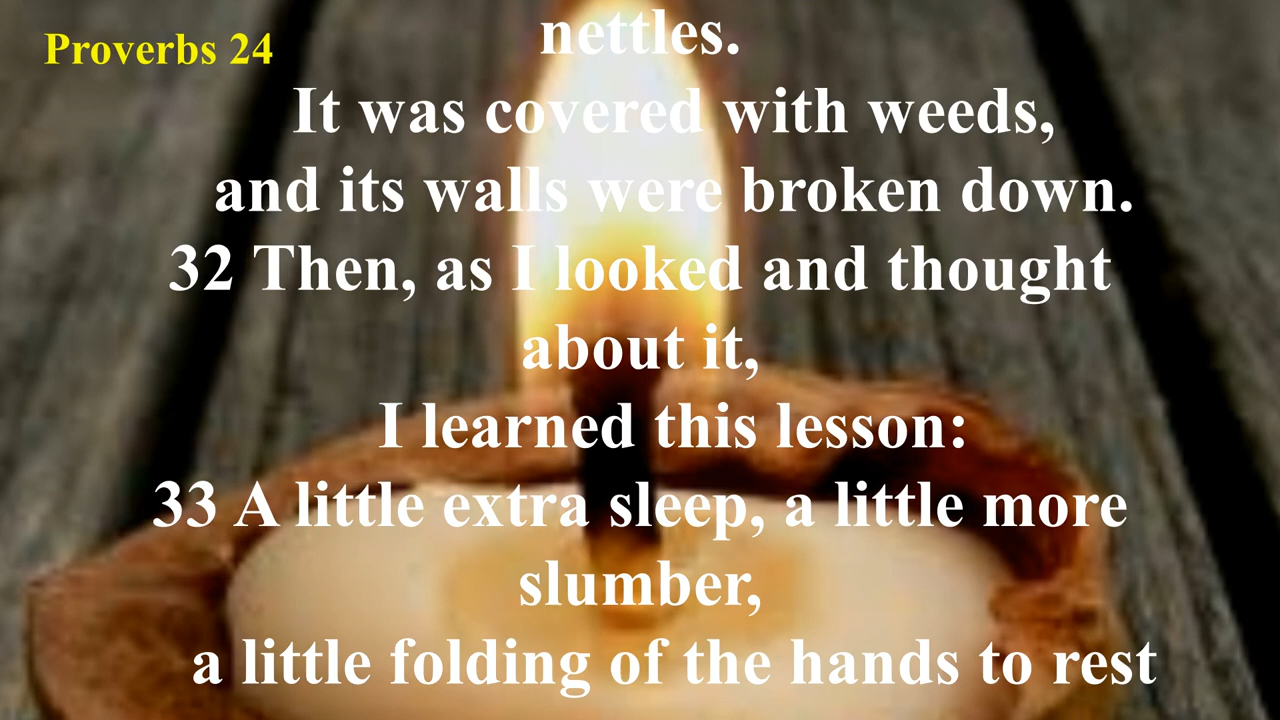 Proverbs 24
nettles.
It was covered with weeds,
and its walls were broken down.
32 Then, as I looked and thought
about it,
I learned this lesson:
33 A little extra sleep, a little more
slumber,
a little folding of the hands to rest